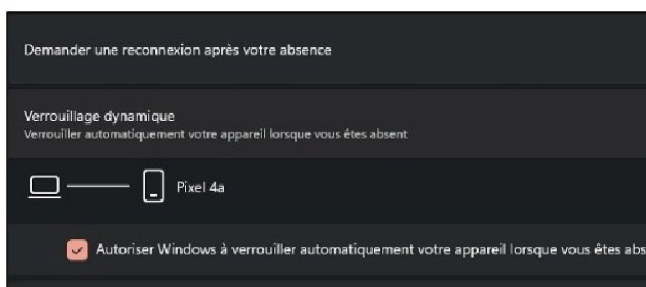 Demander une reconnexion après votre absence
Verrouillage dynamique
Verrouiller automatiquement votre appareil lorsque vous êtes absent
Pixel 4a
Autoriser Windows à verrouiller automatiquement votre appareil lorsque vous êtes abs